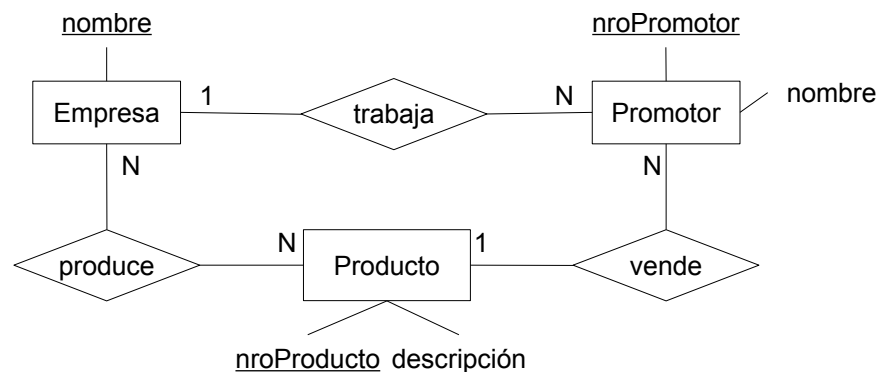 nombre
nroPromotor
Empresa
1
trabaja
N
Promotor
nombre
N
N
produce
N
Producto
1
vende
nroProducto descripción